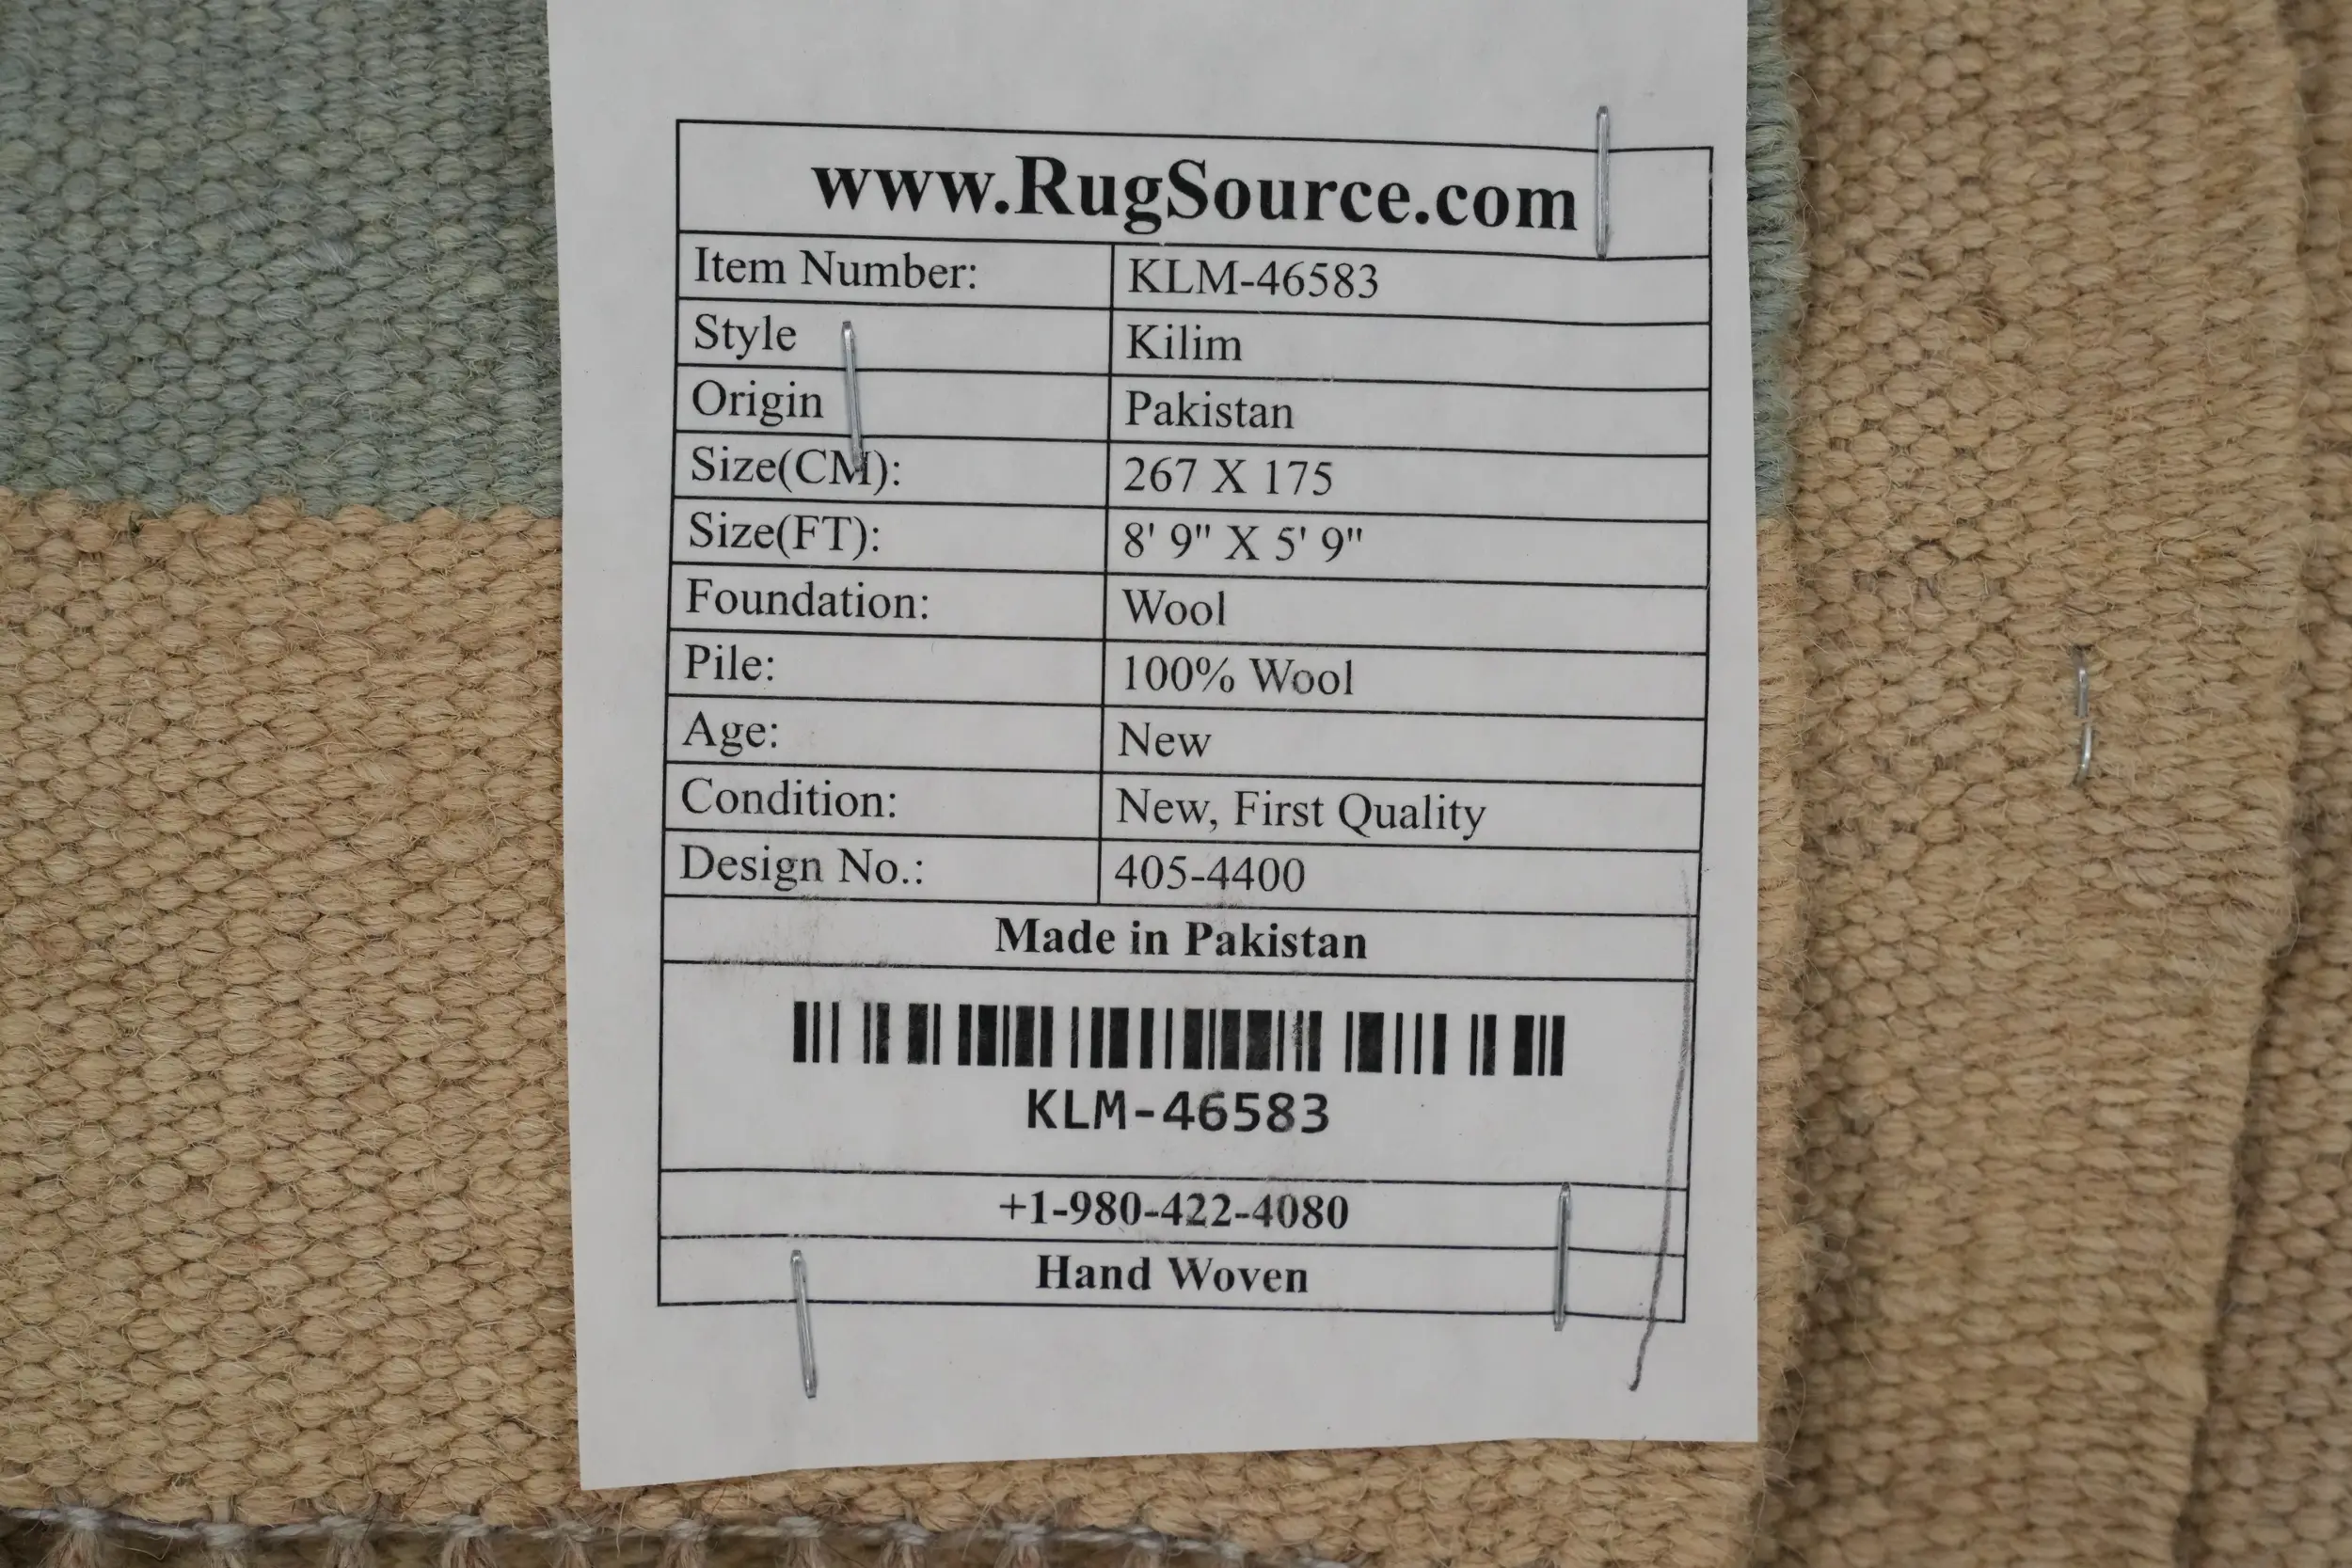 www.RugSource.com
Item Number: KLM-46583
Style Kilim
Origin Pakistan
Size(CM): 267 X 175
Size(FT): 8' 9" X 5' 9"
Foundation: Wool
Pile: 100% Wool
Age: New
Condition: New, First Quality
Design No.: 405-4400
Made in Pakistan
KLM-46583
+1-980-422-4080
Hand Woven